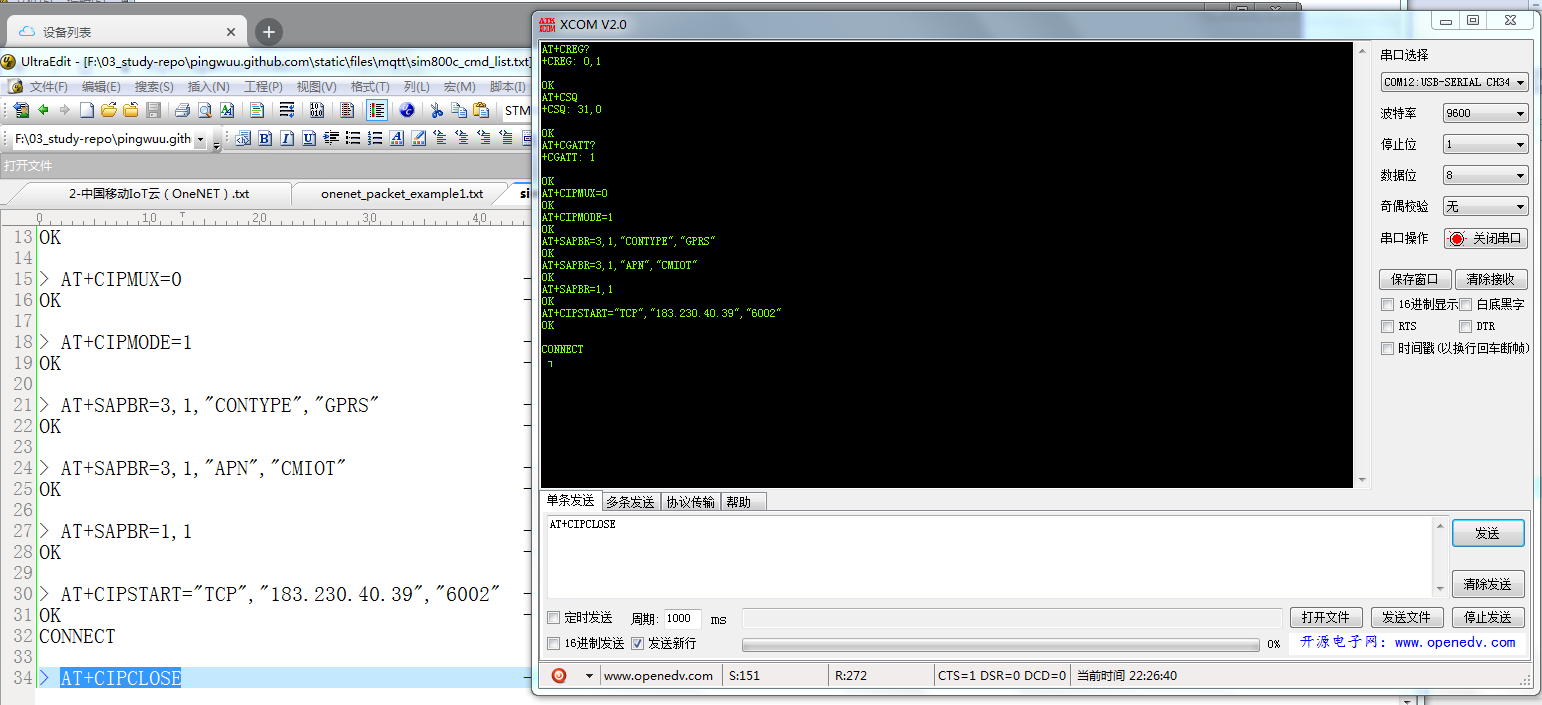 设备列表
UltraEdit - [F:\03_study-repo\pingwuu.github.com\static\files\mqtt\sim800c_cmd_list.txt]
文件(F) 编辑(E) 搜索(S) 插入(N) 工程(P) 视图(V) 格式(T) 列(L) 宏(M) 脚本(I)
STM
F:\03_study-repo\pingwuu.gith
打开文件
2-中国移动IoT云（OneNET）.txt onenet_packet_example1.txt si
0 10 20 30 40
13 OK
14
15 > AT+CIPMUX=0
16 OK
17
18 > AT+CIPMODE=1
19 OK
20
21 > AT+SAPBR=3,1,"CONTYPE","GPRS"
22 OK
23
24 > AT+SAPBR=3,1,"APN","CMIOT"
25 OK
26
27 > AT+SAPBR=1,1
28 OK
29
30 > AT+CIPSTART="TCP","183.230.40.39","6002"
31 OK
32 CONNECT
33
34 > AT+CIPCLOSE
ATK XCOM XCOM V2.0
AT+CREG?
+CREG: 0,1
OK
AT+CSQ
+CSQ: 31,0
OK
AT+CGATT?
+CGATT: 1
OK
AT+CIPMUX=0
OK
AT+CIPMODE=1
OK
AT+SAPBR=3,1,"CONTYPE","GPRS"
OK
AT+SAPBR=3,1,"APN","CMIOT"
OK
AT+SAPBR=1,1
OK
AT+CIPSTART="TCP","183.230.40.39","6002"
OK
CONNECT
串口选择
COM12:USB-SERIAL CH34
波特率 9600
停止位 1
数据位 8
奇偶校验 无
串口操作 关闭串口
保存窗口 清除接收
16进制显示 白底黑字
RTS DTR
时间戳(以换行回车断帧)
单条发送 多条发送 协议传输 帮助
AT+CIPCLOSE
发送
清除发送
定时发送 周期: 1000 ms 打开文件 发送文件 停止发送
16进制发送 发送新行 0% 开源电子网: www.openedv.com
www.openedv.com S:151 R:272 CTS=1 DSR=0 DCD=0 当前时间 22:26:40